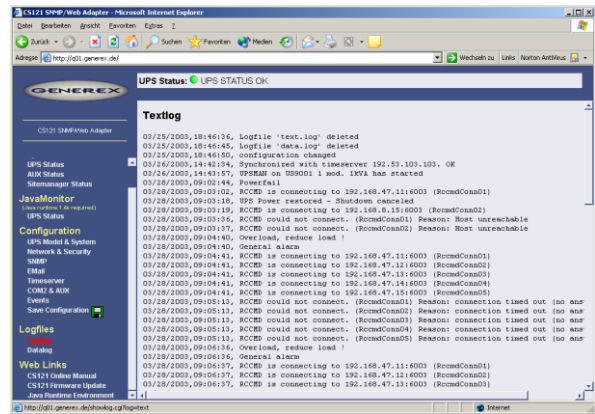 CS121 SNMP/Web Adapter - Microsoft Internet Explorer
Datei Bearbeiten Ansicht Favoriten Extras ?
Zurück Suchen Favoriten Medien
Adresse http://q01.generex.de/ Wechseln zu Links Norton AntiVirus
GENEREX
CS121 SNMP/Web Adapter
UPS Status
AUX Status
Sitemanager Status
JavaMonitor
(Java runtime 1.4x required)
UPS Status
Configuration
UPS Model & System
Network & Security
SNMP
EMail
Timeserver
COM2 & AUX
Events
Save Configuration
Logfiles
Textlog
Datalog
Web Links
CS121 Online Manual
CS121 Firmware Update
Java Runtime Environment
UPS Status: UPS STATUS OK
Textlog
03/25/2003,18:46:36, Logfile 'text.log' deleted
03/25/2003,18:46:45, Logfile 'data.log' deleted
03/25/2003,18:46:50, configuration changed
03/26/2003,14:42:34, Synchronized with timeserver 192.53.103.103. OK
03/26/2003,14:43:57, UPSMAN on US9001 1 mod. 1kVA has started
03/28/2003,09:02:44, Powerfail
03/28/2003,09:03:02, RCCMD is connecting to 192.168.47.11:6003 (RccmdConn01)
03/28/2003,09:03:18, UPS Power restored - Shutdown canceled
03/28/2003,09:03:19, RCCMD is connecting to 192.168.8.15:6003 (RccmdConn02)
03/28/2003,09:03:36, RCCMD could not connect. (RccmdConn01) Reason: Host unreachable
03/28/2003,09:03:37, RCCMD could not connect. (RccmdConn02) Reason: Host unreachable
03/28/2003,09:04:40, Overload, reduce load !
03/28/2003,09:04:40, General alarm
03/28/2003,09:04:41, RCCMD is connecting to 192.168.47.11:6003 (RccmdConn01)
03/28/2003,09:04:41, RCCMD is connecting to 192.168.47.12:6003 (RccmdConn02)
03/28/2003,09:04:41, RCCMD is connecting to 192.168.47.13:6003 (RccmdConn03)
03/28/2003,09:04:41, RCCMD is connecting to 192.168.47.14:6003 (RccmdConn04)
03/28/2003,09:04:41, RCCMD is connecting to 192.168.47.15:6003 (RccmdConn05)
03/28/2003,09:05:13, RCCMD could not connect. (RccmdConn01) Reason: connection timed out (no ans
03/28/2003,09:05:13, RCCMD could not connect. (RccmdConn02) Reason: connection timed out (no ans
03/28/2003,09:05:13, RCCMD could not connect. (RccmdConn03) Reason: connection timed out (no ans
03/28/2003,09:05:13, RCCMD could not connect. (RccmdConn04) Reason: connection timed out (no ans
03/28/2003,09:05:13, RCCMD could not connect. (RccmdConn05) Reason: connection timed out (no ans
03/28/2003,09:06:36, Overload, reduce load !
03/28/2003,09:06:36, General alarm
03/28/2003,09:06:37, RCCMD is connecting to 192.168.47.11:6003 (RccmdConn01)
03/28/2003,09:06:37, RCCMD is connecting to 192.168.47.12:6003 (RccmdConn02)
03/28/2003,09:06:37, RCCMD is connecting to 192.168.47.13:6003 (RccmdConn03)
http://q01.generex.de/showlog.cgi?log=text Internet